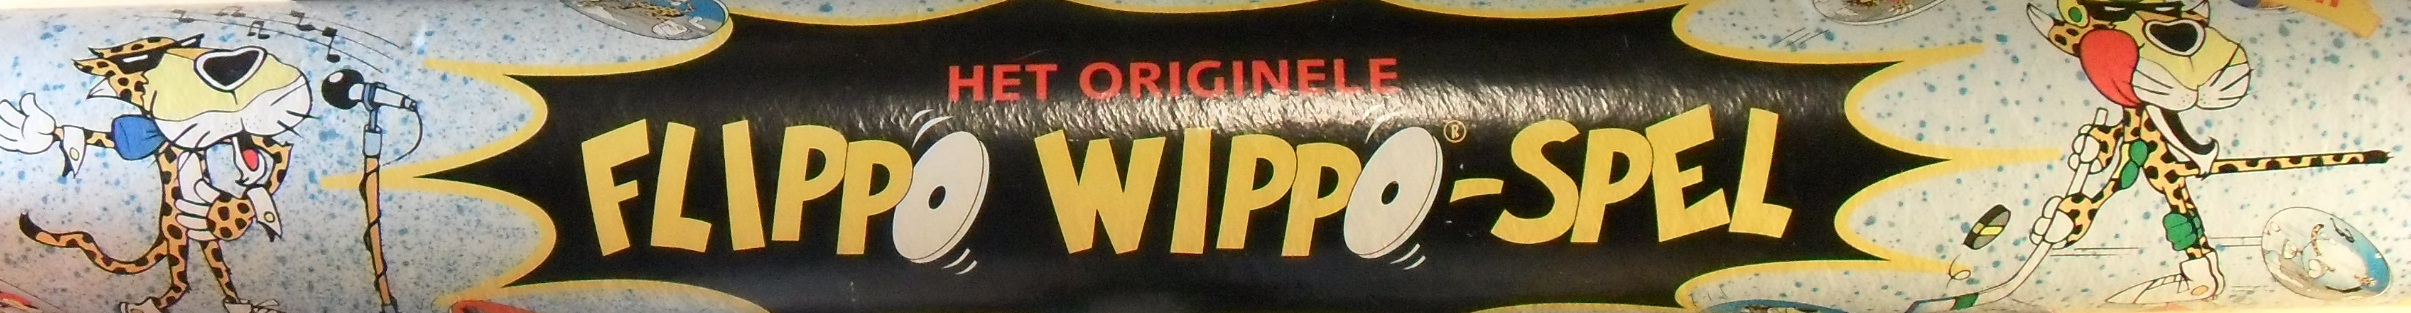 HET ORIGINELE
FLIPPO WIPPO®-SPEL